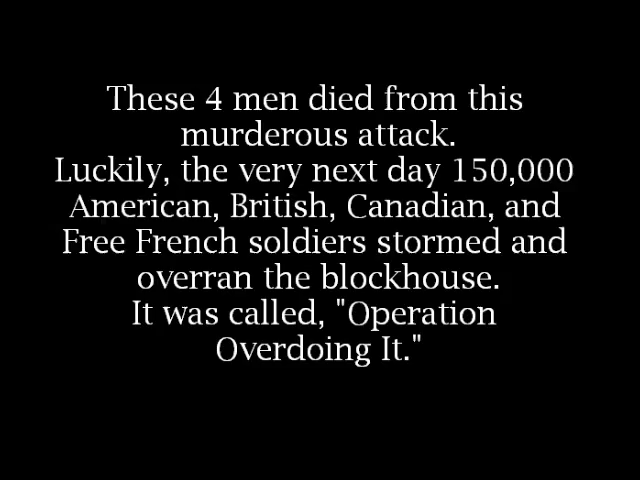 These 4 men died from this
murderous attack.
Luckily, the very next day 150,000
American, British, Canadian, and
Free French soldiers stormed and
overran the blockhouse.
It was called, "Operation
Overdoing It."